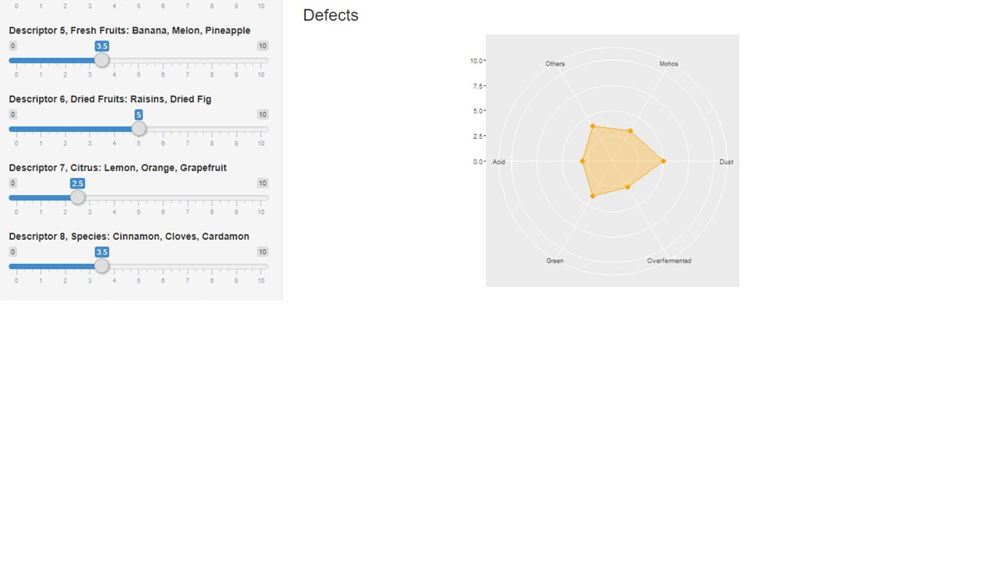 0 1 2 3 4 5 6 7 8 9 10
Descriptor 5, Fresh Fruits: Banana, Melon, Pineapple
0 3.5 10
0 1 2 3 4 5 6 7 8 9 10
Descriptor 6, Dried Fruits: Raisins, Dried Fig
0 5 10
0 1 2 3 4 5 6 7 8 9 10
Descriptor 7, Citrus: Lemon, Orange, Grapefruit
0 2.5 10
0 1 2 3 4 5 6 7 8 9 10
Descriptor 8, Species: Cinnamon, Cloves, Cardamon
0 3.5 10
0 1 2 3 4 5 6 7 8 9 10
Defects
10.0
Others Mohos
7.5
5.0
2.5
0.0 Acid Dust
Green Overfermented